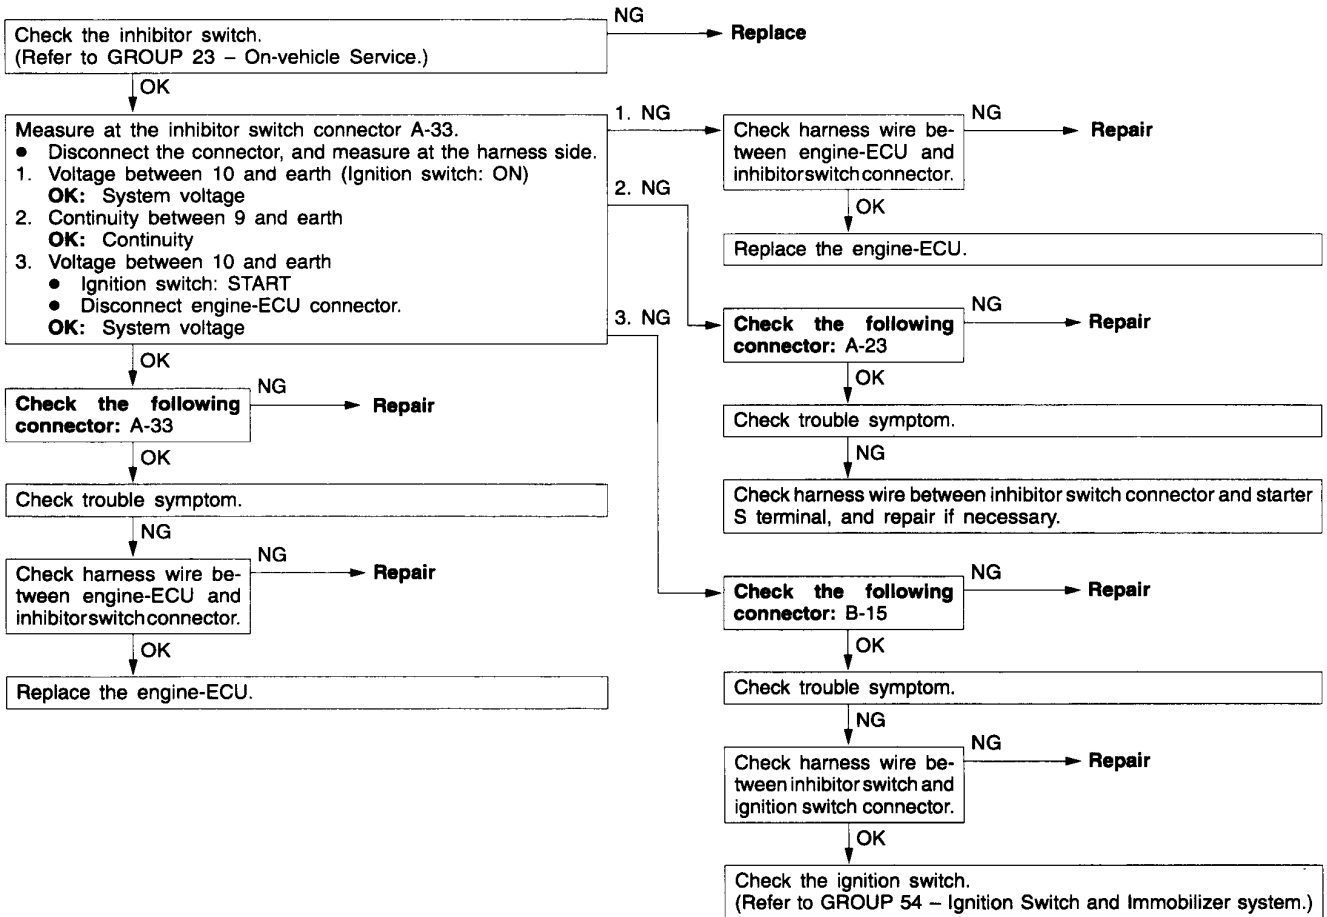 NG
Check the inhibitor switch.
(Refer to GROUP 23 – On-vehicle Service.)
Replace
OK
Measure at the inhibitor switch connector A-33.
● Disconnect the connector, and measure at the harness side.
1. Voltage between 10 and earth (Ignition switch: ON)
OK: System voltage
2. Continuity between 9 and earth
OK: Continuity
3. Voltage between 10 and earth
● Ignition switch: START
● Disconnect engine-ECU connector.
OK: System voltage
1. NG
Check harness wire be-
tween engine-ECU and
inhibitor switch connector.
NG
Repair
OK
Replace the engine-ECU.
2. NG
Check the following
connector: A-23
NG
Repair
OK
Check trouble symptom.
NG
Check harness wire between inhibitor switch connector and starter
S terminal, and repair if necessary.
3. NG
Check the following
connector: B-15
NG
Repair
OK
Check trouble symptom.
NG
Check harness wire be-
tween inhibitor switch and
ignition switch connector.
NG
Repair
OK
Check the ignition switch.
(Refer to GROUP 54 – Ignition Switch and Immobilizer system.)
OK
Check the following
connector: A-33
NG
Repair
OK
Check trouble symptom.
NG
Check harness wire be-
tween engine-ECU and
inhibitor switch connector.
NG
Repair
OK
Replace the engine-ECU.